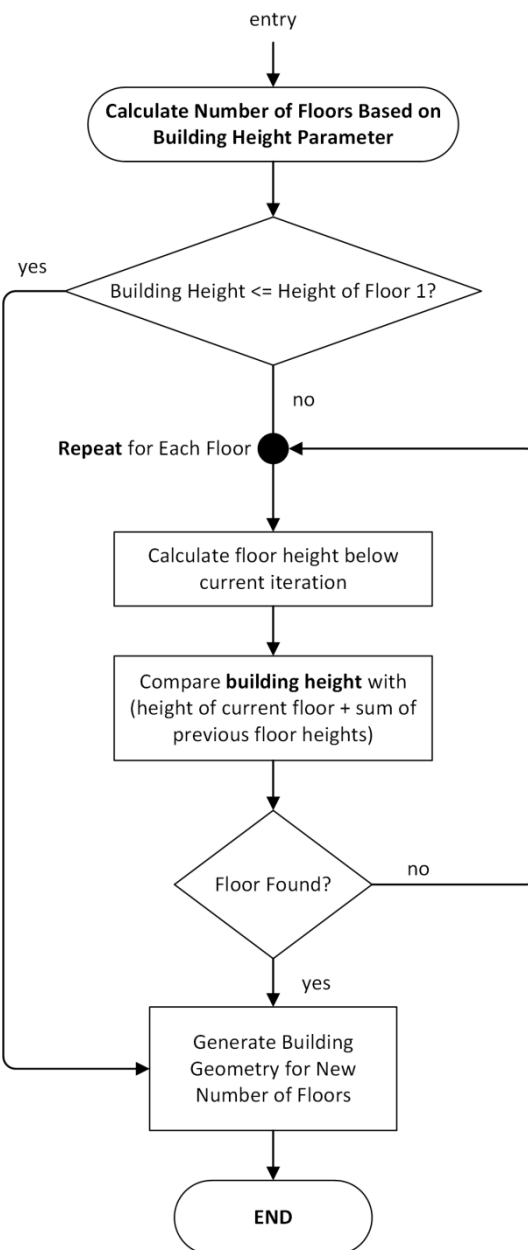 entry
Calculate Number of Floors Based on
Building Height Parameter
yes
Building Height <= Height of Floor 1?
no
Repeat for Each Floor
Calculate floor height below
current iteration
Compare building height with
(height of current floor + sum of
previous floor heights)
Floor Found?
no
yes
Generate Building
Geometry for New
Number of Floors
END